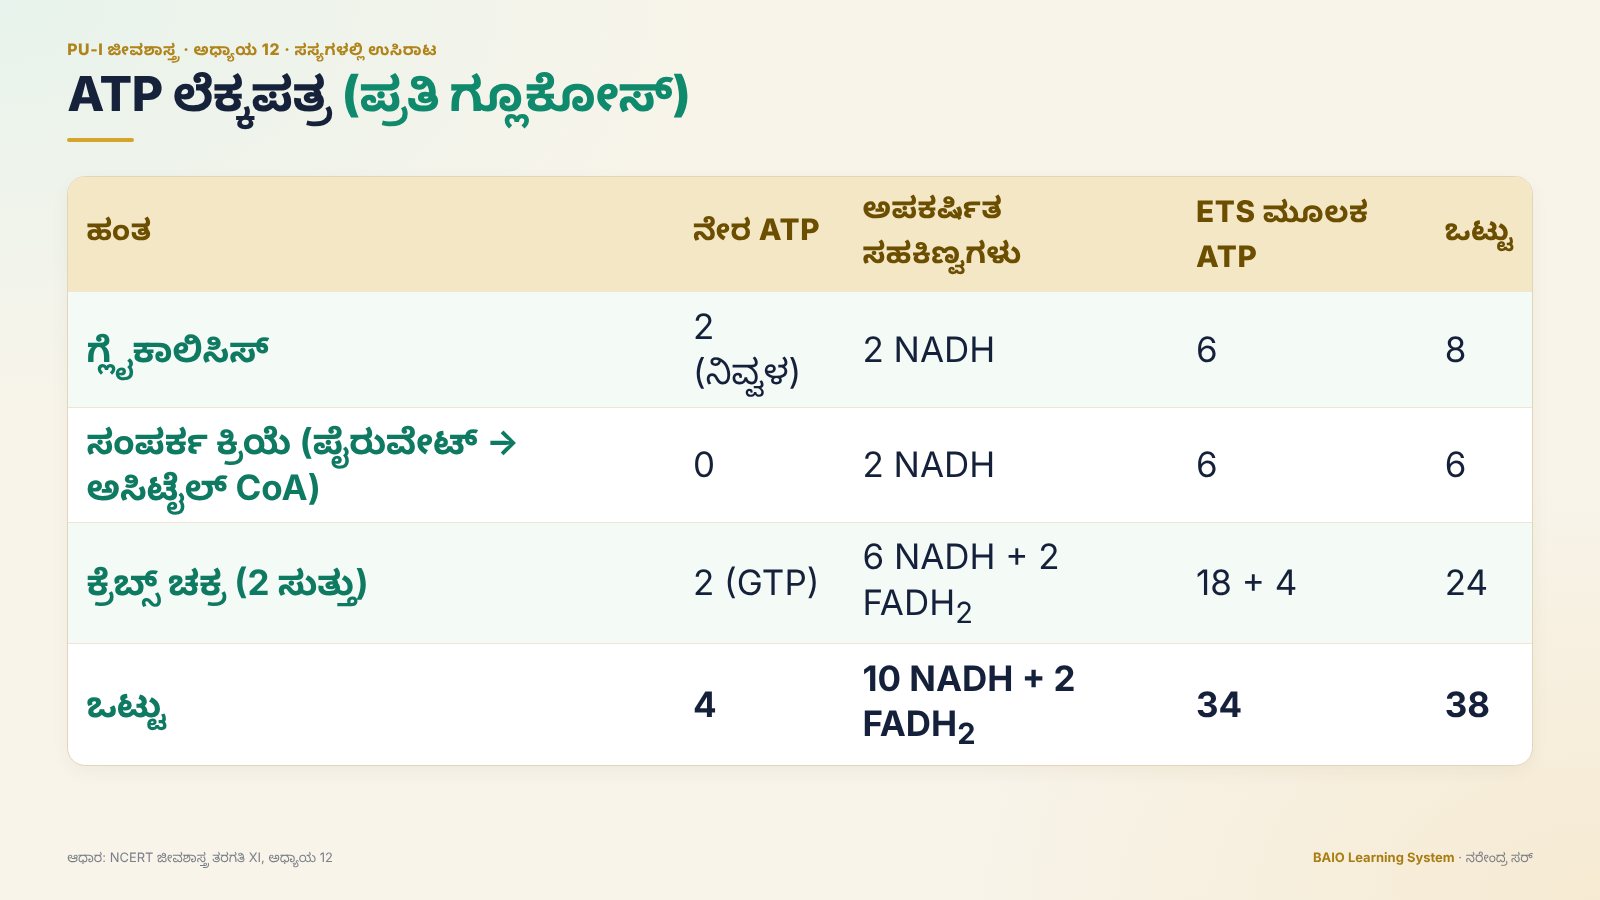 PU-I ಜೀವಶಾಸ್ತ್ರ · ಅಧ್ಯಾಯ 12 · ಸಸ್ಯಗಳಲ್ಲಿ ಉಸಿರಾಟ
ATP ಲೆಕ್ಕಪತ್ರ (ಪ್ರತಿ ಗ್ಲೂಕೋಸ್)
ಹಂತ
ನೇರ ATP
ಅಪಕರ್ಷಿತ
ಸಹಕಿಣ್ವಗಳು
ETS ಮೂಲಕ
ATP
ಒಟ್ಟು
ಗ್ಲೈಕಾಲಿಸಿಸ್
2
(ನಿವ್ವಳ)
2 NADH
6
8
ಸಂಪರ್ಕ ಕ್ರಿಯೆ (ಪೈರುವೇಟ್ →
ಅಸಿಟೈಲ್ CoA)
0
2 NADH
6
6
ಕ್ರೆಬ್ಸ್ ಚಕ್ರ (2 ಸುತ್ತು)
2 (GTP)
6 NADH + 2
FADH₂
18 + 4
24
ಒಟ್ಟು
4
10 NADH + 2
FADH₂
34
38
ಆಧಾರ: NCERT ಜೀವಶಾಸ್ತ್ರ ತರಗತಿ XI, ಅಧ್ಯಾಯ 12
BAIO Learning System · ನರೇಂದ್ರ ಸರ್